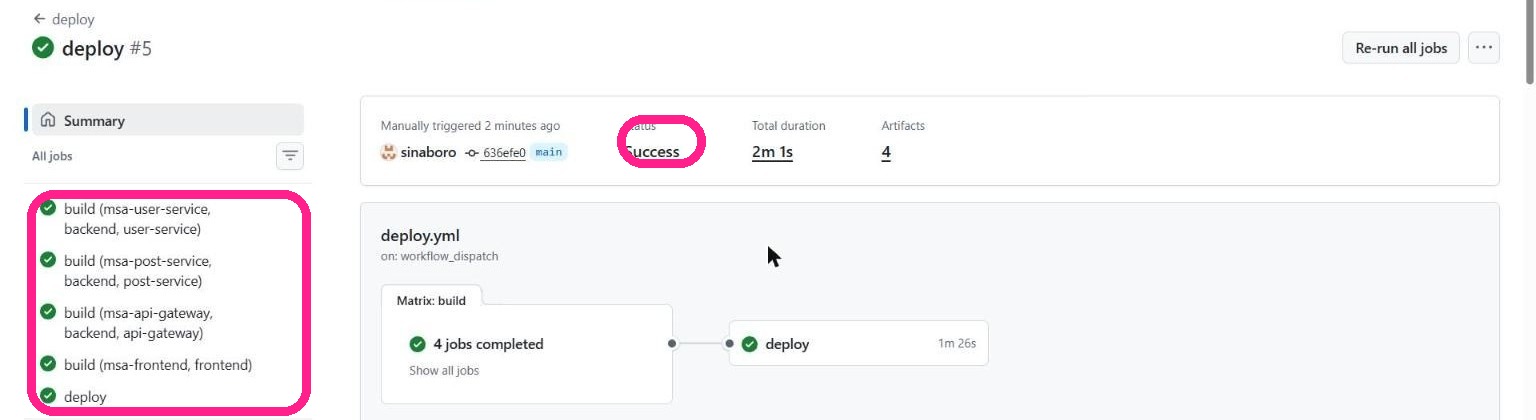 deploy
deploy #5
Re-run all jobs
Summary
All jobs
build (msa-user-service,
backend, user-service)
build (msa-post-service,
backend, post-service)
build (msa-api-gateway,
backend, api-gateway)
build (msa-frontend, frontend)
deploy
Manually triggered 2 minutes ago
sinaboro 636efe0 main
Status
Success
Total duration
2m 1s
Artifacts
4
deploy.yml
on: workflow_dispatch
Matrix: build
4 jobs completed
Show all jobs
deploy 1m 26s